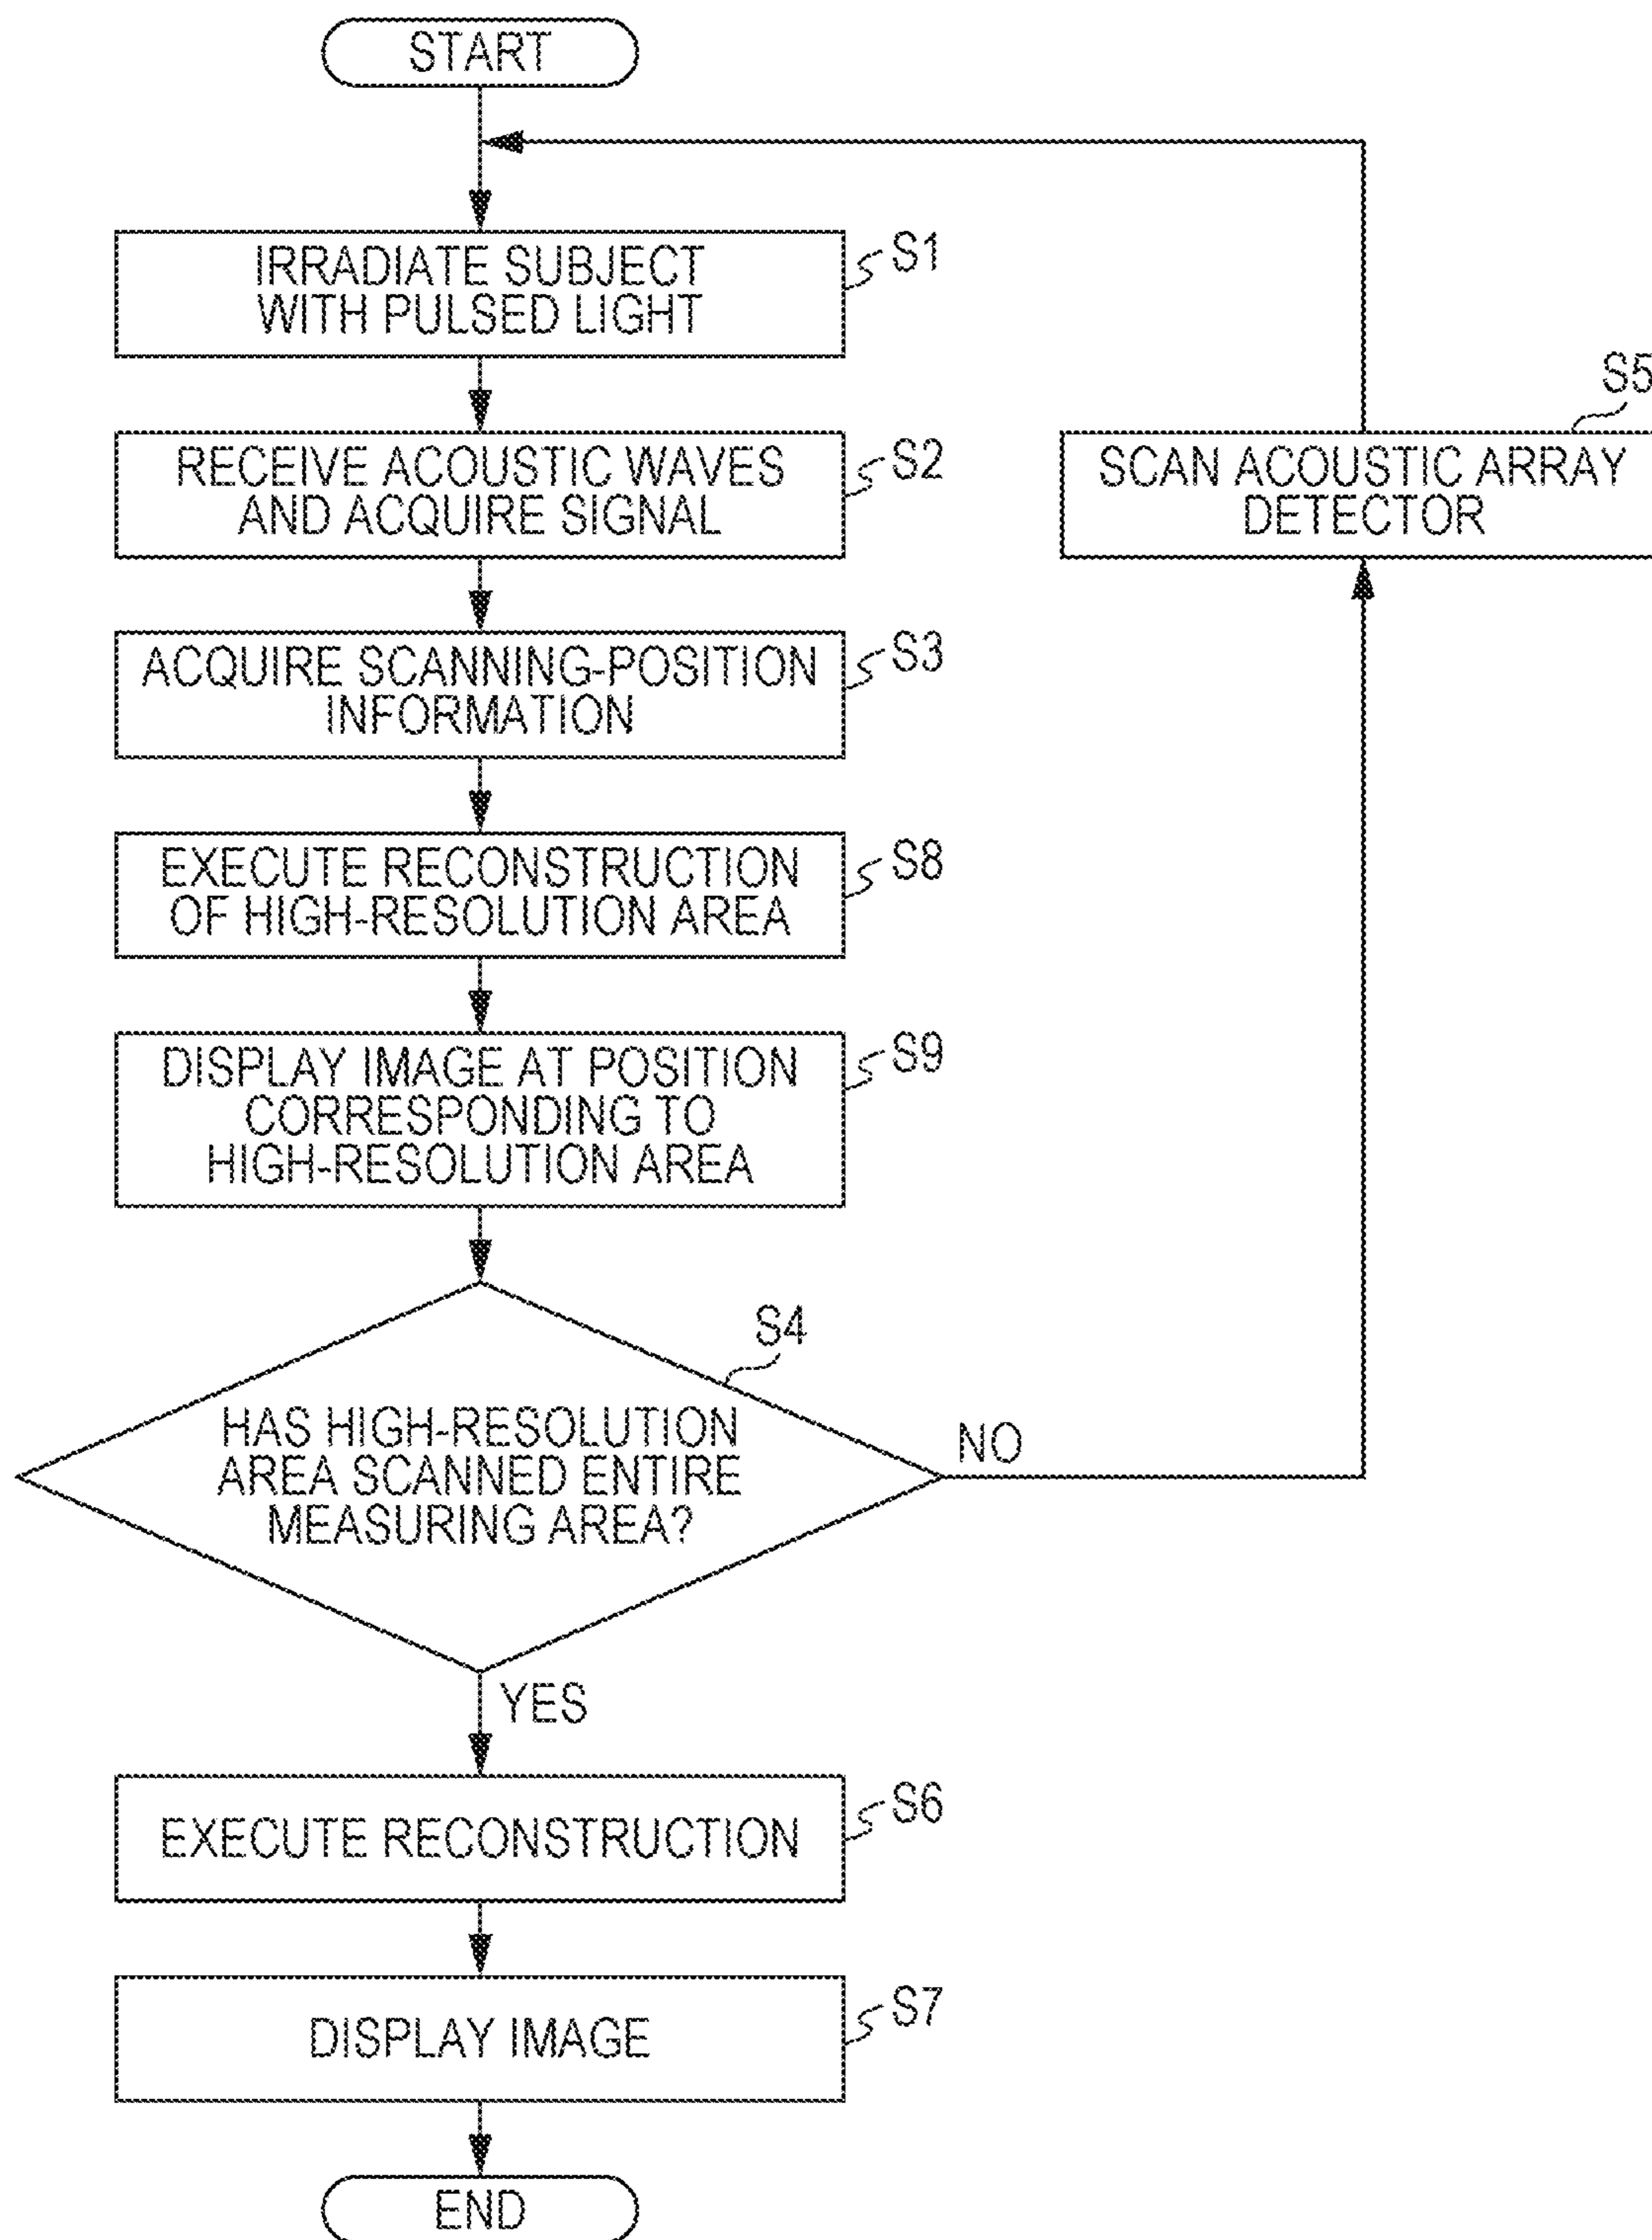 START
IRRADIATE SUBJECT
WITH PULSED LIGHT
S1
RECEIVE ACOUSTIC WAVES
AND ACQUIRE SIGNAL
S2
SCAN ACOUSTIC ARRAY
DETECTOR
S5
ACQUIRE SCANNING-POSITION
INFORMATION
S3
EXECUTE RECONSTRUCTION
OF HIGH-RESOLUTION AREA
S8
DISPLAY IMAGE AT POSITION
CORRESPONDING TO
HIGH-RESOLUTION AREA
S9
HAS HIGH-RESOLUTION
AREA SCANNED ENTIRE
MEASURING AREA?
S4
NO
YES
EXECUTE RECONSTRUCTION
S6
DISPLAY IMAGE
S7
END